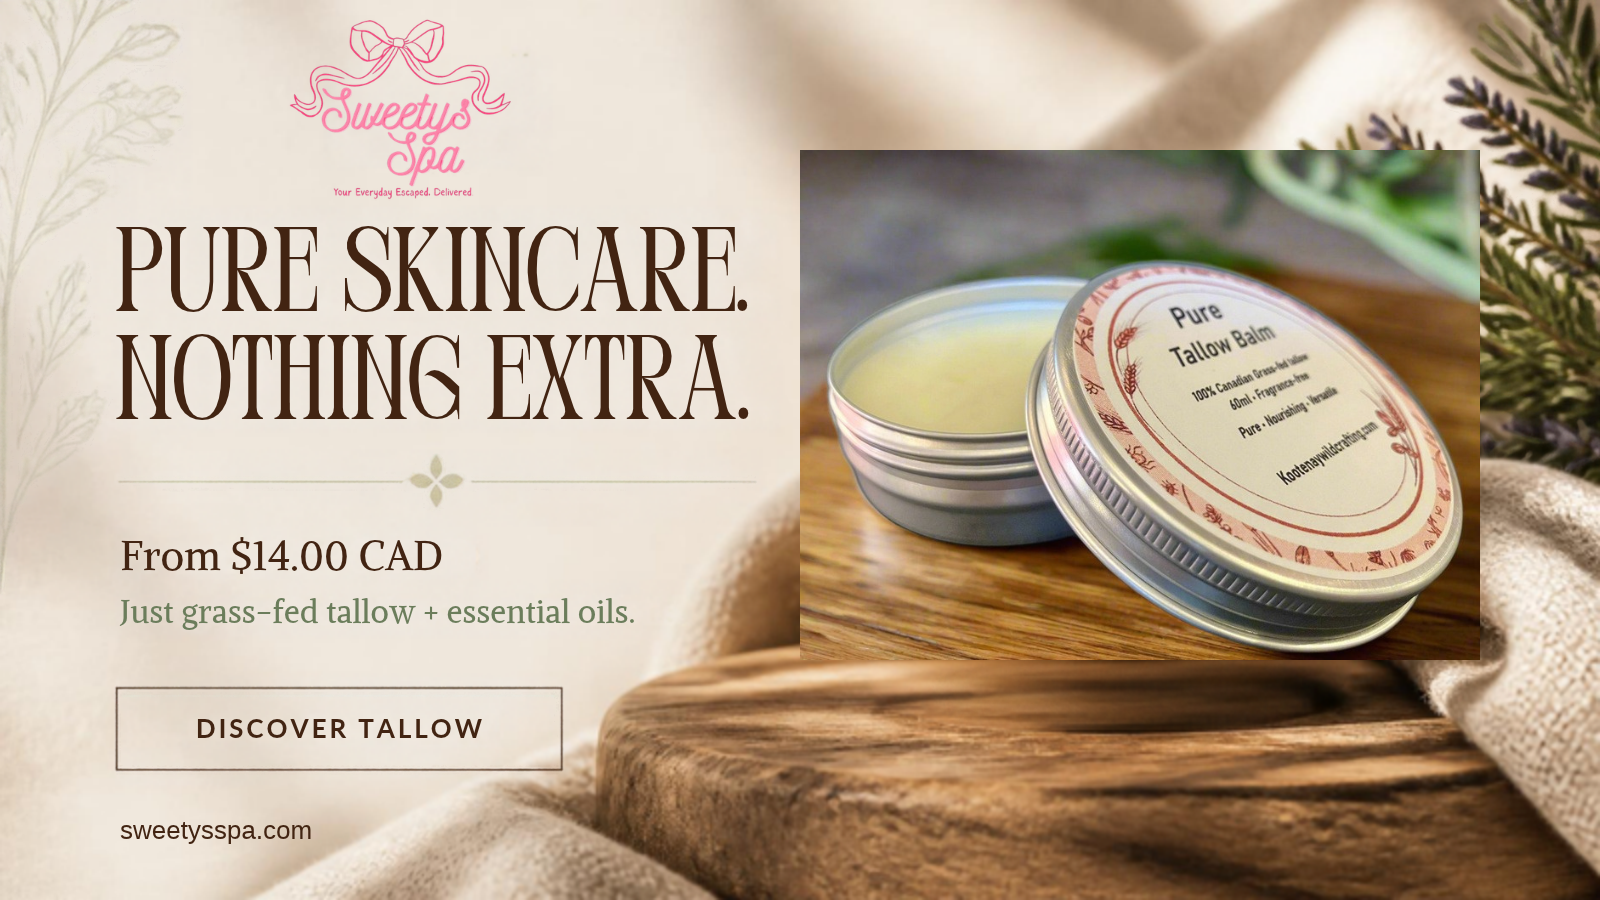 Sweetys
Spa
Your Everyday Escaped. Delivered
PURE SKINCARE.
NOTHING EXTRA.
From $14.00 CAD
Just grass-fed tallow + essential oils.
DISCOVER TALLOW
sweetysspa.com
Pure
Tallow Balm
100% Canadian Grass-fed tallow
60ml • Fragrance-free
Pure • Nourishing • Versatile
Kootenaywildcrafting.com